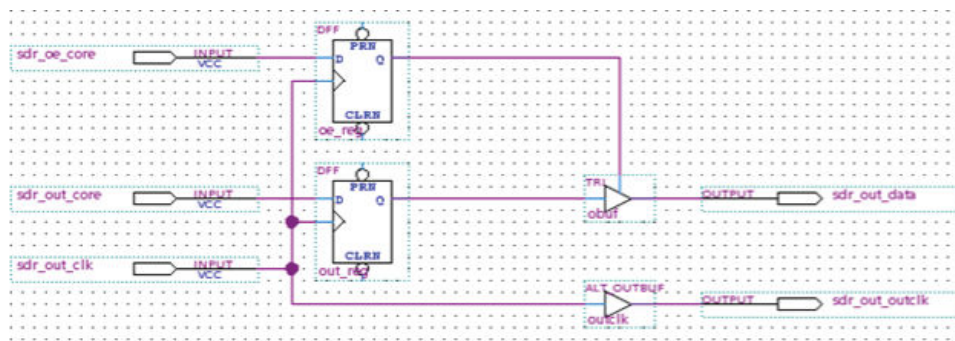 DFF
sdr_oe_core INPUT VCC
PRN
D Q
CLRN
oe_reg
DFF
sdr_out_core INPUT VCC
PRN
D Q
TRI
OUTPUT sdr_out_data
obuf
CLRN
sdr_out_clk INPUT VCC
ALT_OUTBUF
OUTPUT sdr_out_outclk
outclk